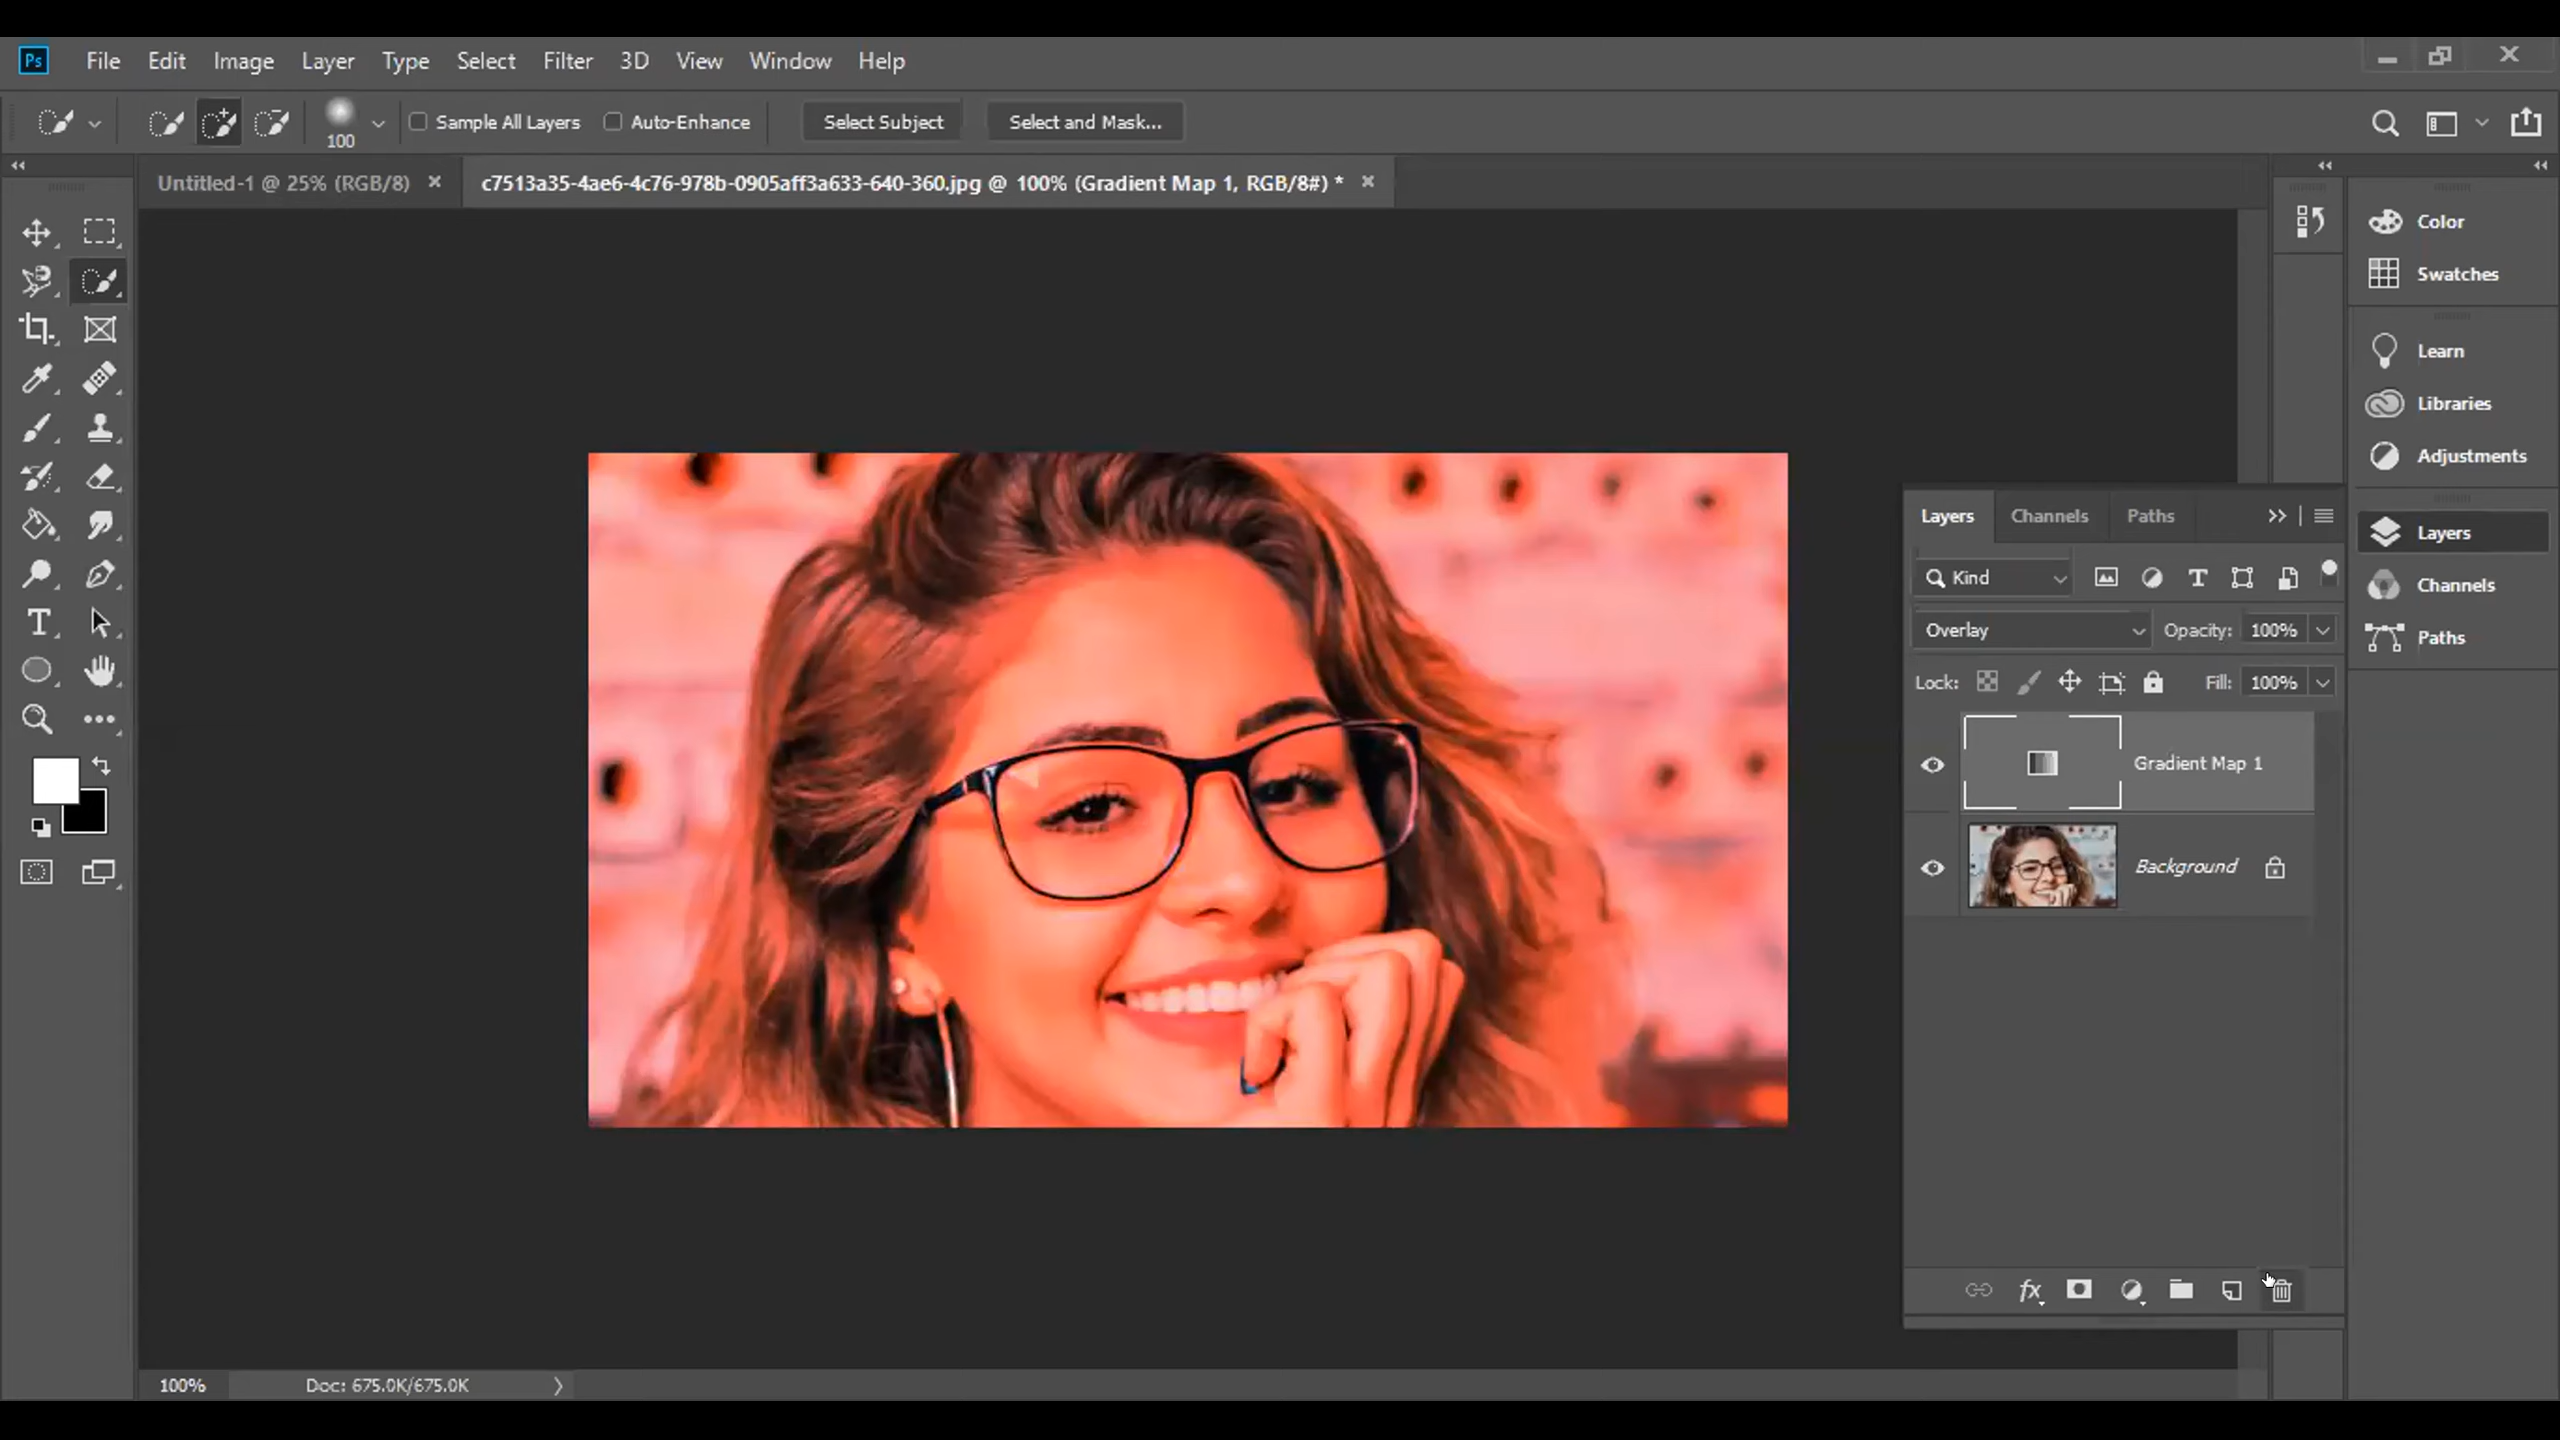 Ps File Edit Image Layer Type Select Filter 3D View Window Help
100 Sample All Layers Auto-Enhance Select Subject Select and Mask...
Untitled-1 @ 25% (RGB/8) c7513a35-4ae6-4c76-978b-0905aff3a633-640-360.jpg @ 100% (Gradient Map 1, RGB/8#) *
Color
Swatches
Learn
Libraries
Adjustments
Layers
Channels
Paths
Layers Channels Paths
Kind
Overlay Opacity: 100%
Lock: Fill: 100%
Gradient Map 1
Background
fx
100% Doc: 675.0K/675.0K